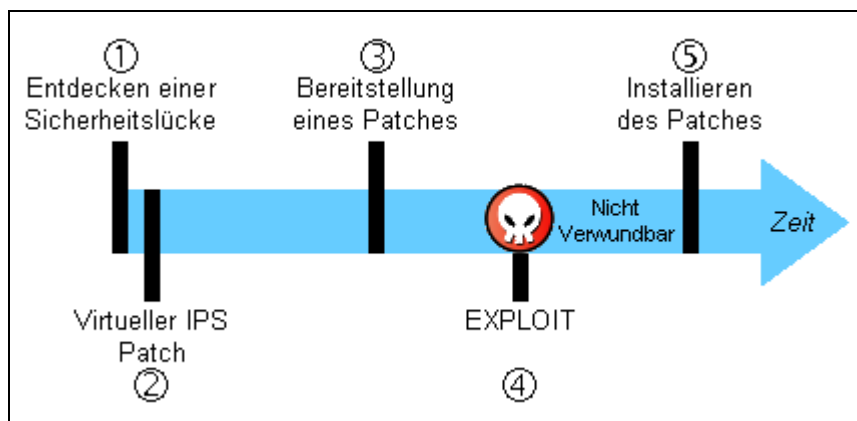 ①
Entdecken einer
Sicherheitslücke
③
Bereitstellung
eines Patches
⑤
Installieren
des Patches
Nicht
Verwundbar
Zeit
Virtueller IPS
Patch
②
EXPLOIT
④